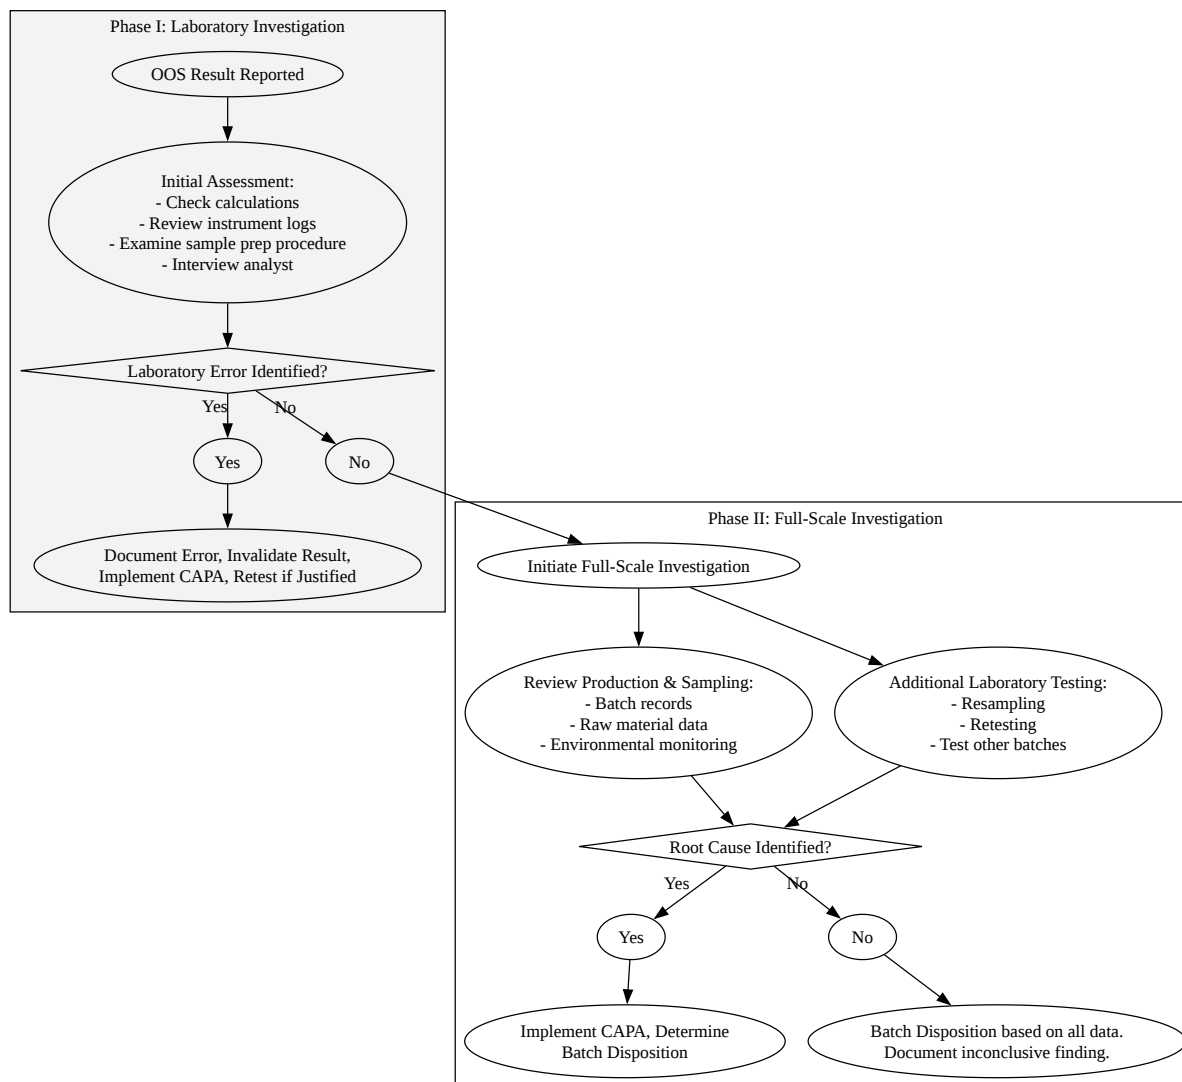 Phase I: Laboratory Investigation
OOS Result Reported
Initial Assessment:
- Check calculations
- Review instrument logs
- Examine sample prep procedure
- Interview analyst
Laboratory Error Identified?
Yes
No
Yes
No
Document Error, Invalidate Result,
Implement CAPA, Retest if Justified
Phase II: Full-Scale Investigation
Initiate Full-Scale Investigation
Review Production & Sampling:
- Batch records
- Raw material data
- Environmental monitoring
Additional Laboratory Testing:
- Resampling
- Retesting
- Test other batches
Root Cause Identified?
Yes
No
Yes
No
Implement CAPA, Determine
Batch Disposition
Batch Disposition based on all data.
Document inconclusive finding.